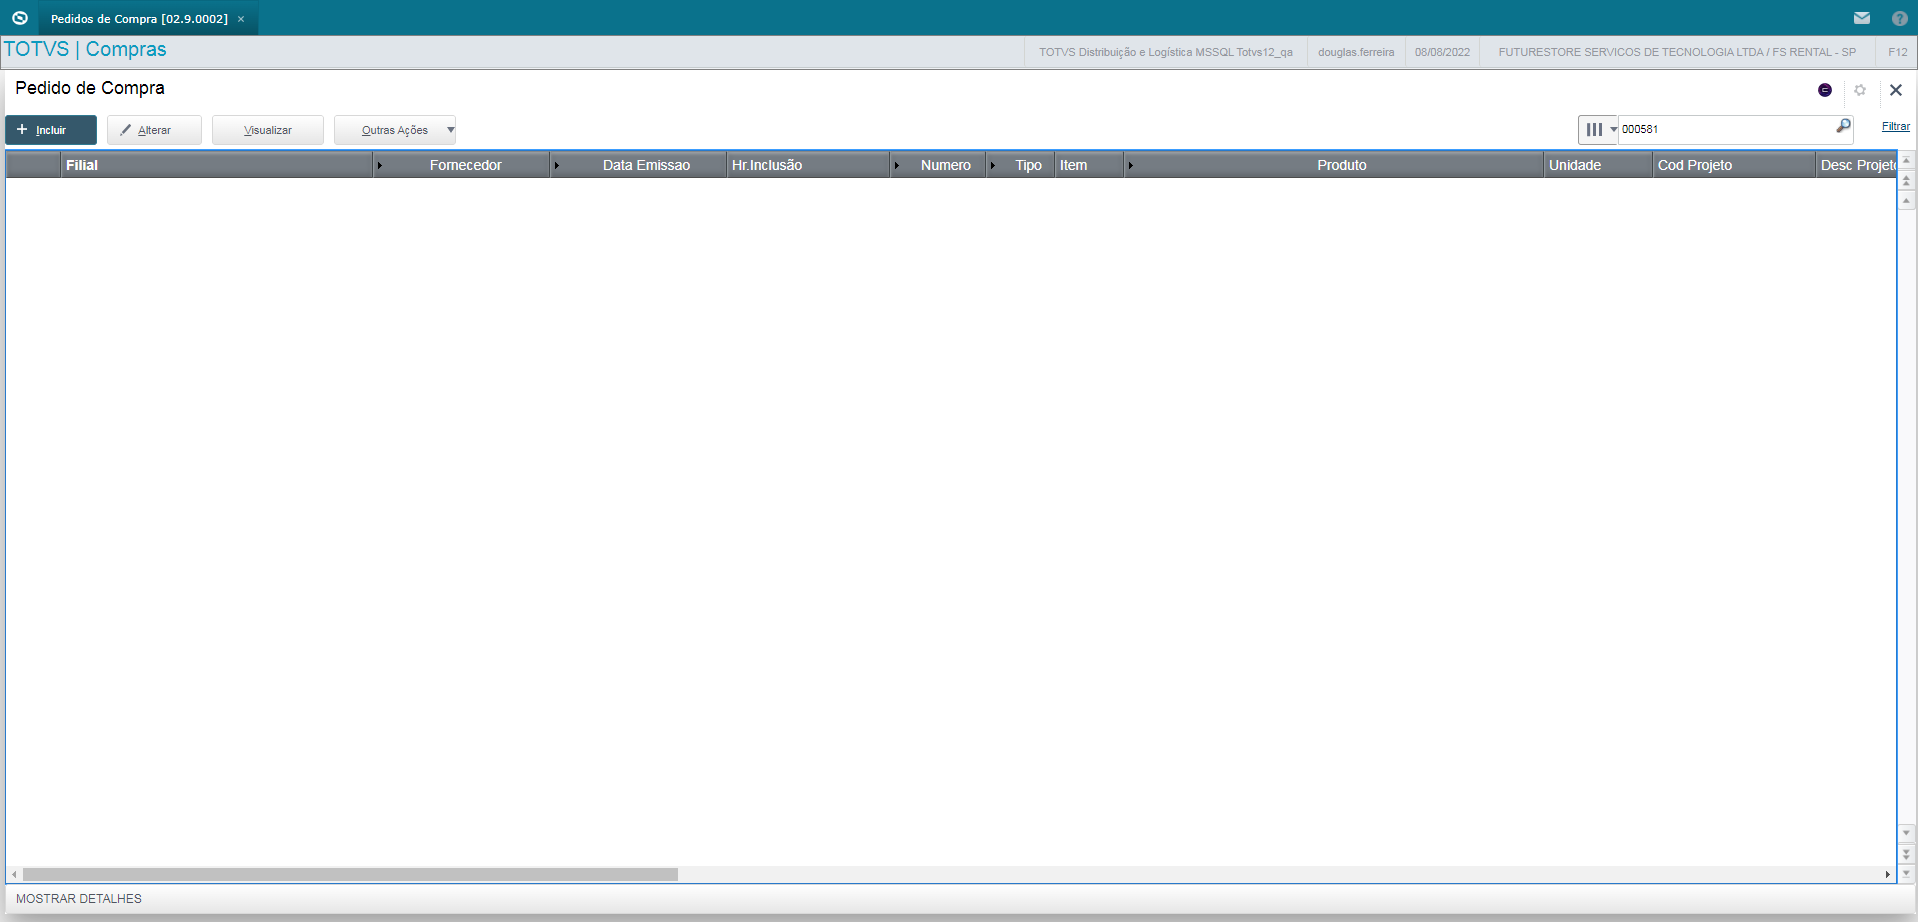 Pedidos de Compra [02.9.0002] ×
TOTVS | Compras
TOTVS Distribuição e Logística MSSQL Totvs12_qa
douglas.ferreira
08/08/2022
FUTURESTORE SERVICOS DE TECNOLOGIA LTDA / FS RENTAL - SP
F12
Pedido de Compra
+ Incluir
Alterar
Visualizar
Outras Ações
000581
Filtrar
Filial
Fornecedor
Data Emissao
Hr.Inclusão
Numero
Tipo
Item
Produto
Unidade
Cod Projeto
Desc Projeto
MOSTRAR DETALHES